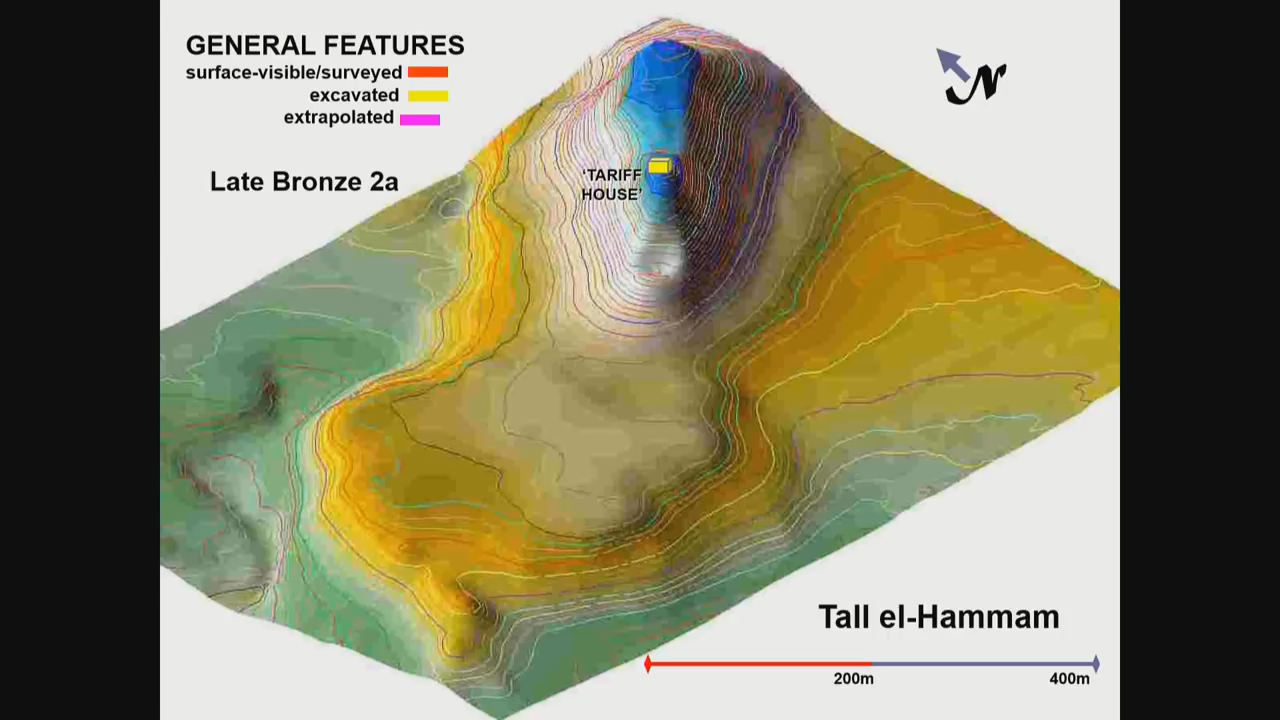 GENERAL FEATURES
surface-visible/surveyed
excavated
extrapolated
Late Bronze 2a
‘TARIFF
HOUSE’
N
Tall el-Hammam
200m
400m